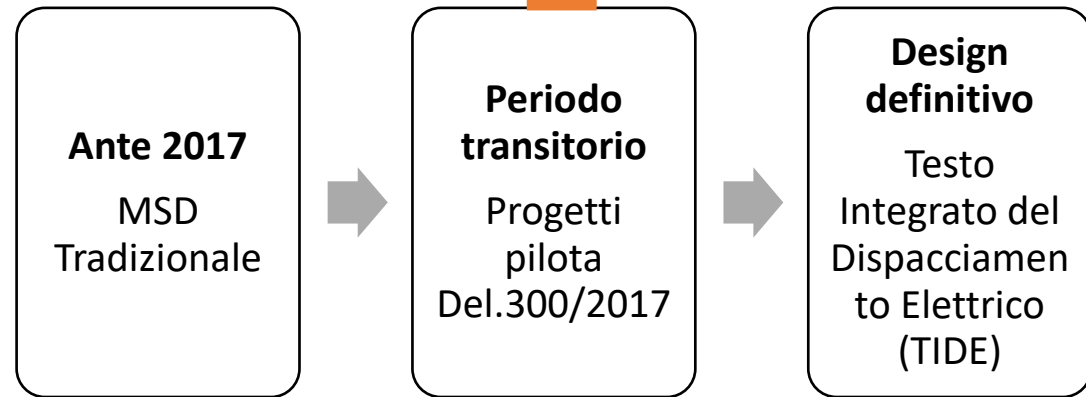 Ante 2017
MSD
Tradizionale
Periodo
transitorio
Progetti
pilota
Del.300/2017
Design
definitivo
Testo
Integrato del
Dispacciamen
to Elettrico
(TIDE)